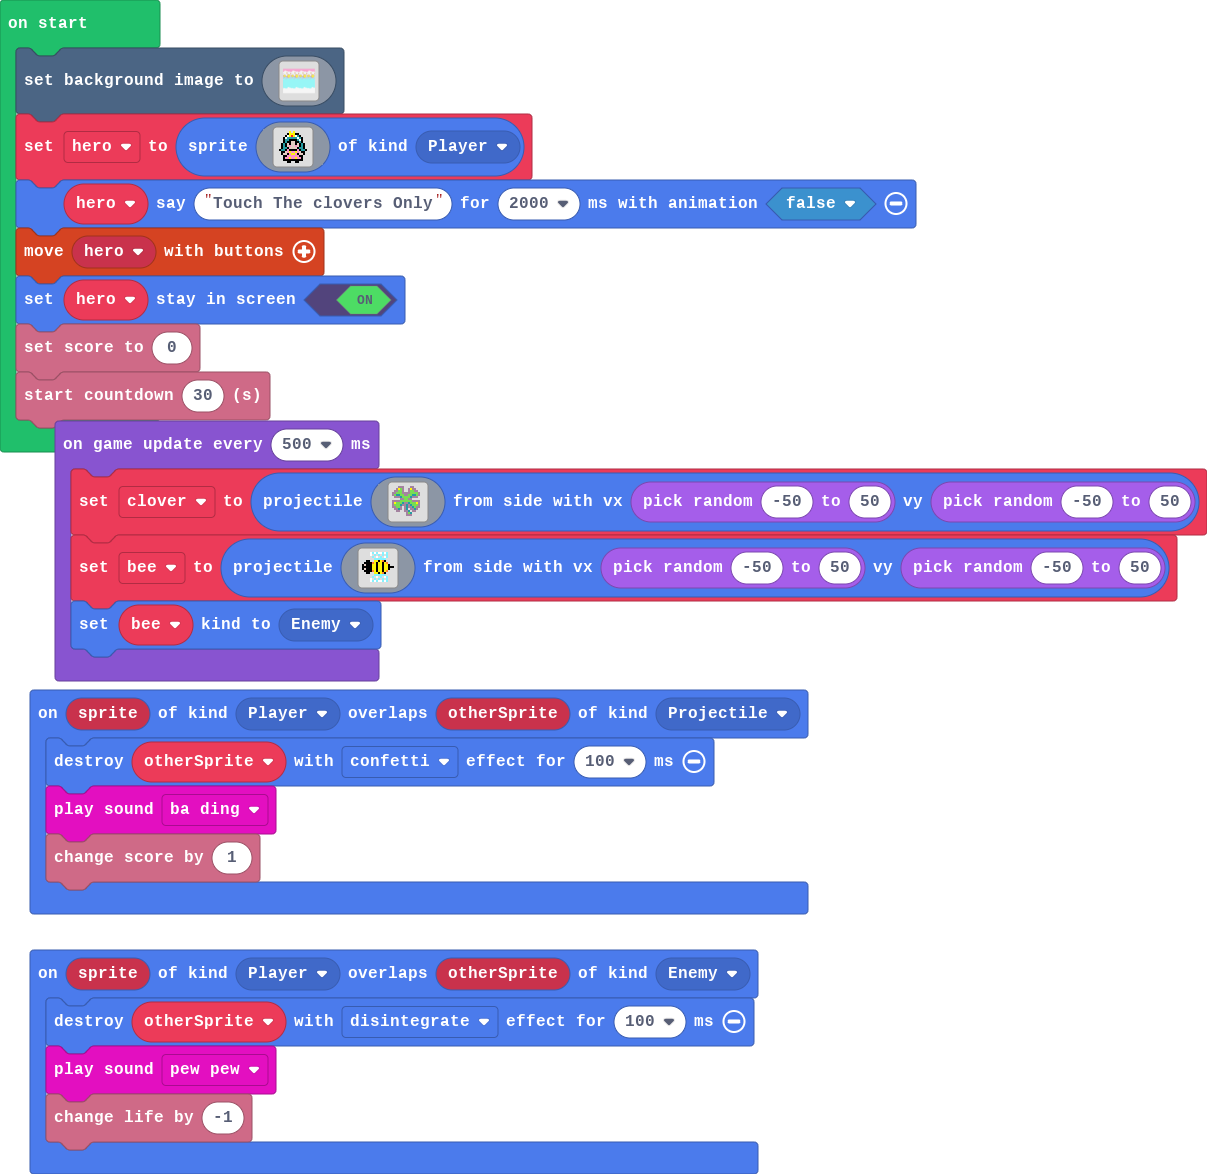 on start
set background image to
set hero to sprite of kind Player
hero say "Touch The clovers Only" for 2000 ms with animation false
move hero with buttons
set hero stay in screen ON
set score to 0
start countdown 30 (s)
on game update every 500 ms
set clover to projectile from side with vx pick random -50 to 50 vy pick random -50 to 50
set bee to projectile from side with vx pick random -50 to 50 vy pick random -50 to 50
set bee kind to Enemy
on sprite of kind Player overlaps otherSprite of kind Projectile
destroy otherSprite with confetti effect for 100 ms
play sound ba ding
change score by 1
on sprite of kind Player overlaps otherSprite of kind Enemy
destroy otherSprite with disintegrate effect for 100 ms
play sound pew pew
change life by -1